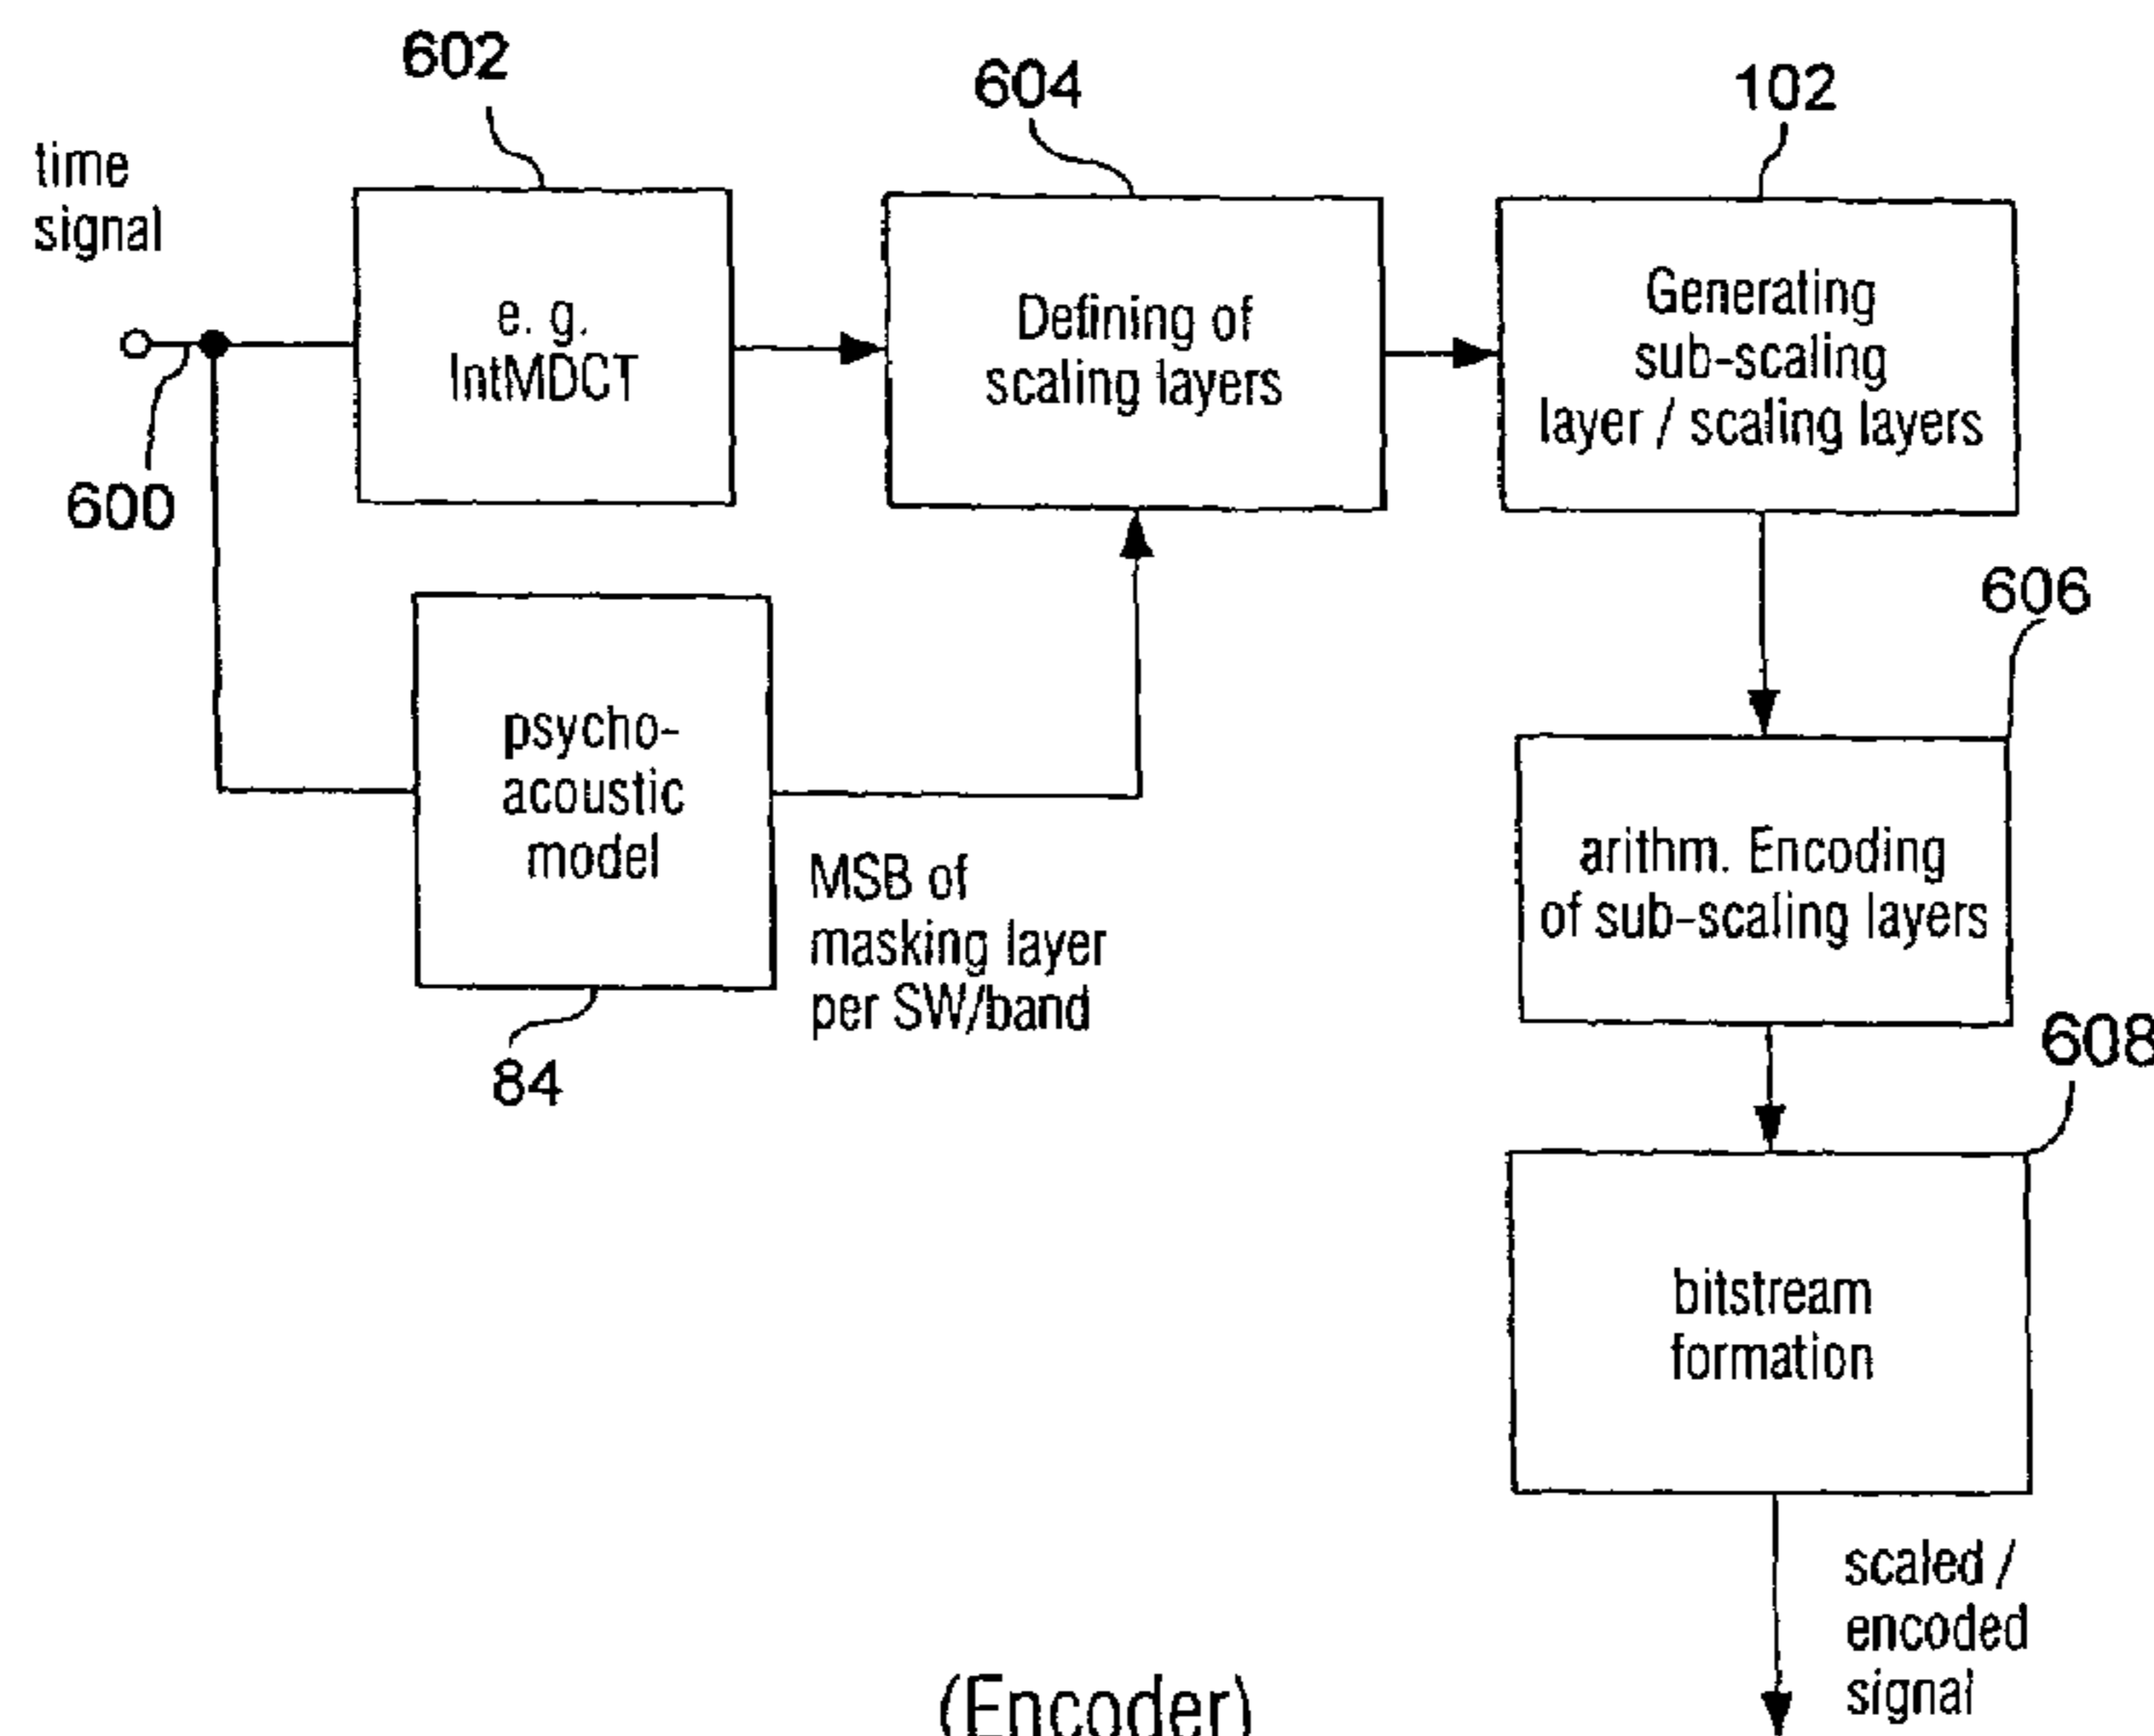 602
604
102
time
signal
e. g.
IntMDCT
Defining of
scaling layers
Generating
sub-scaling
layer / scaling layers
600
606
psycho-
acoustic
model
MSB of
masking layer
per SW/band
84
arithm. Encoding
of sub-scaling layers
608
bitstream
formation
scaled /
encoded
signal
(Encoder)